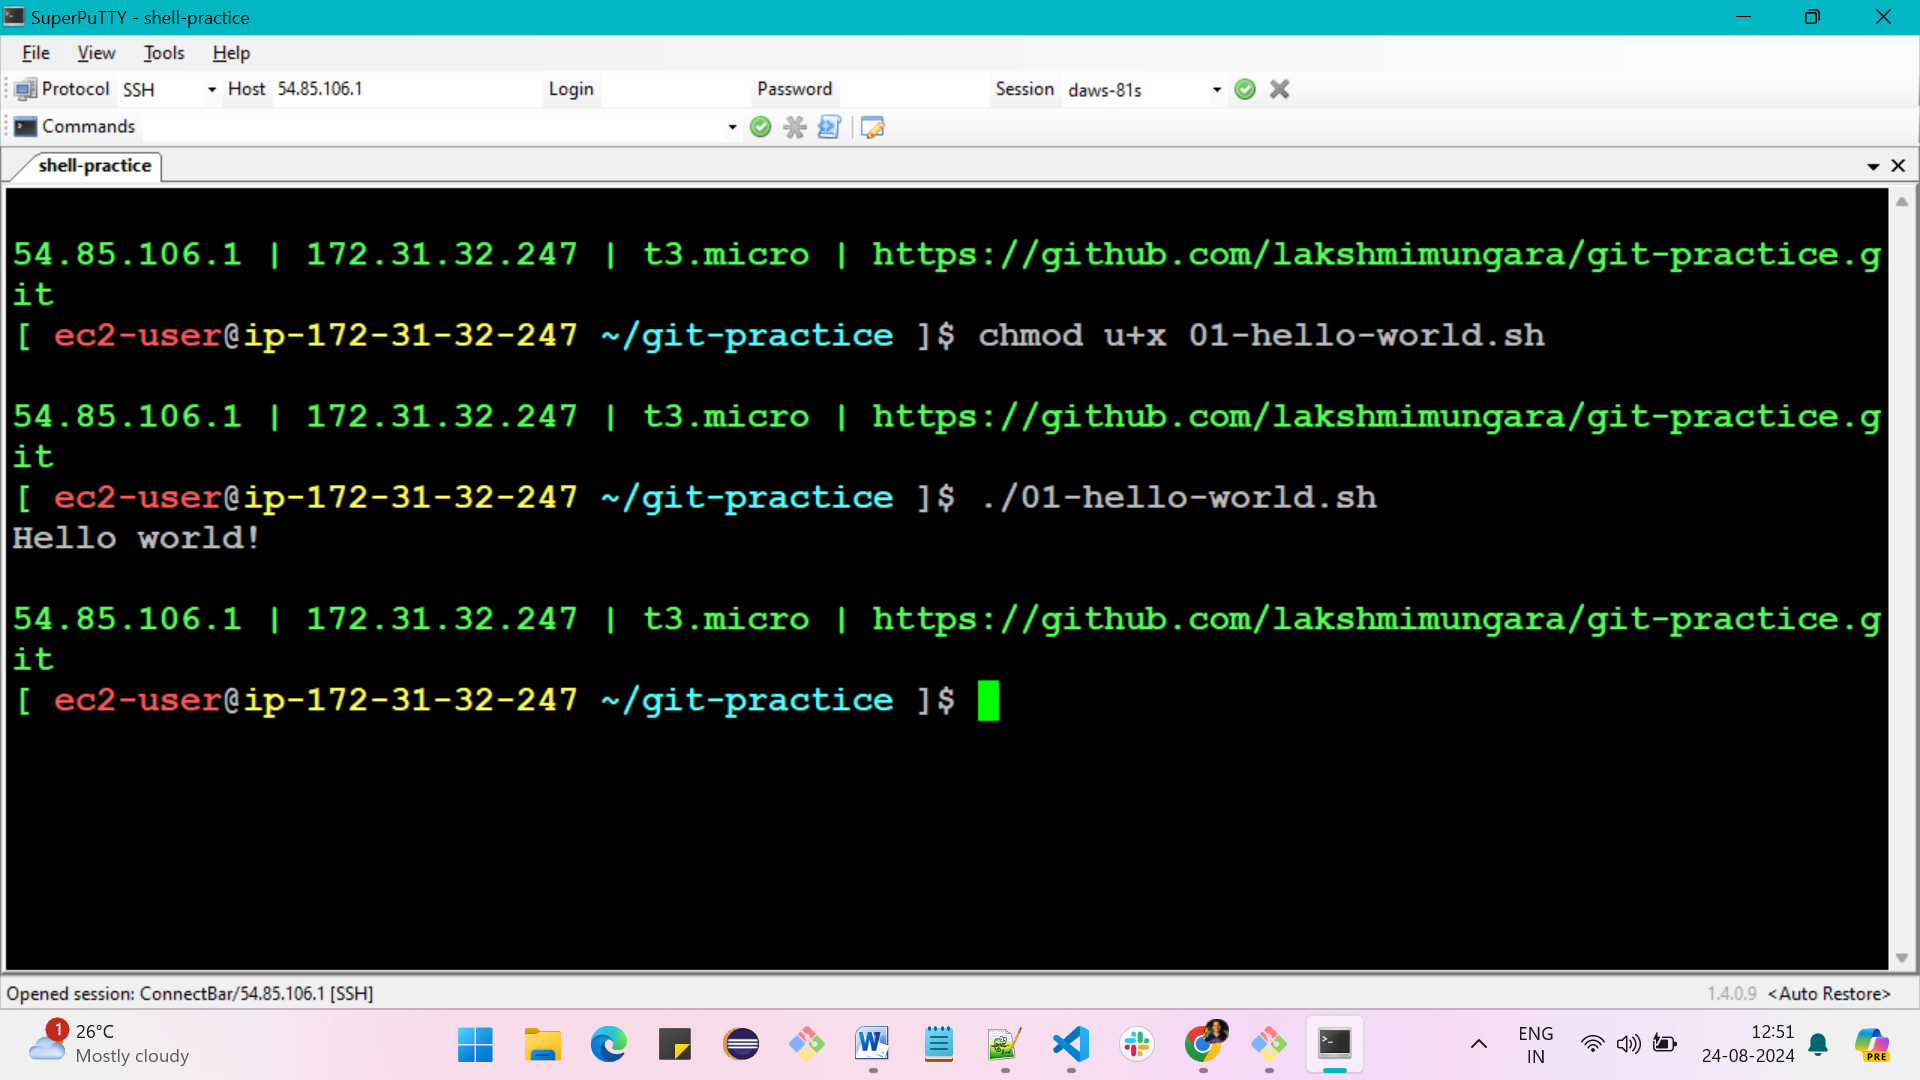 SuperPuTTY - shell-practice
File View Tools Help
Protocol SSH Host 54.85.106.1 Login Password Session daws-81s
Commands
shell-practice
54.85.106.1 | 172.31.32.247 | t3.micro | https://github.com/lakshmimungara/git-practice.g
it
[ ec2-user@ip-172-31-32-247 ~/git-practice ]$ chmod u+x 01-hello-world.sh
54.85.106.1 | 172.31.32.247 | t3.micro | https://github.com/lakshmimungara/git-practice.g
it
[ ec2-user@ip-172-31-32-247 ~/git-practice ]$ ./01-hello-world.sh
Hello world!
54.85.106.1 | 172.31.32.247 | t3.micro | https://github.com/lakshmimungara/git-practice.g
it
[ ec2-user@ip-172-31-32-247 ~/git-practice ]$
Opened session: ConnectBar/54.85.106.1 [SSH] 1.4.0.9 <Auto Restore>
1 26°C
Mostly cloudy
W
ENG
IN
12:51
24-08-2024
PRE